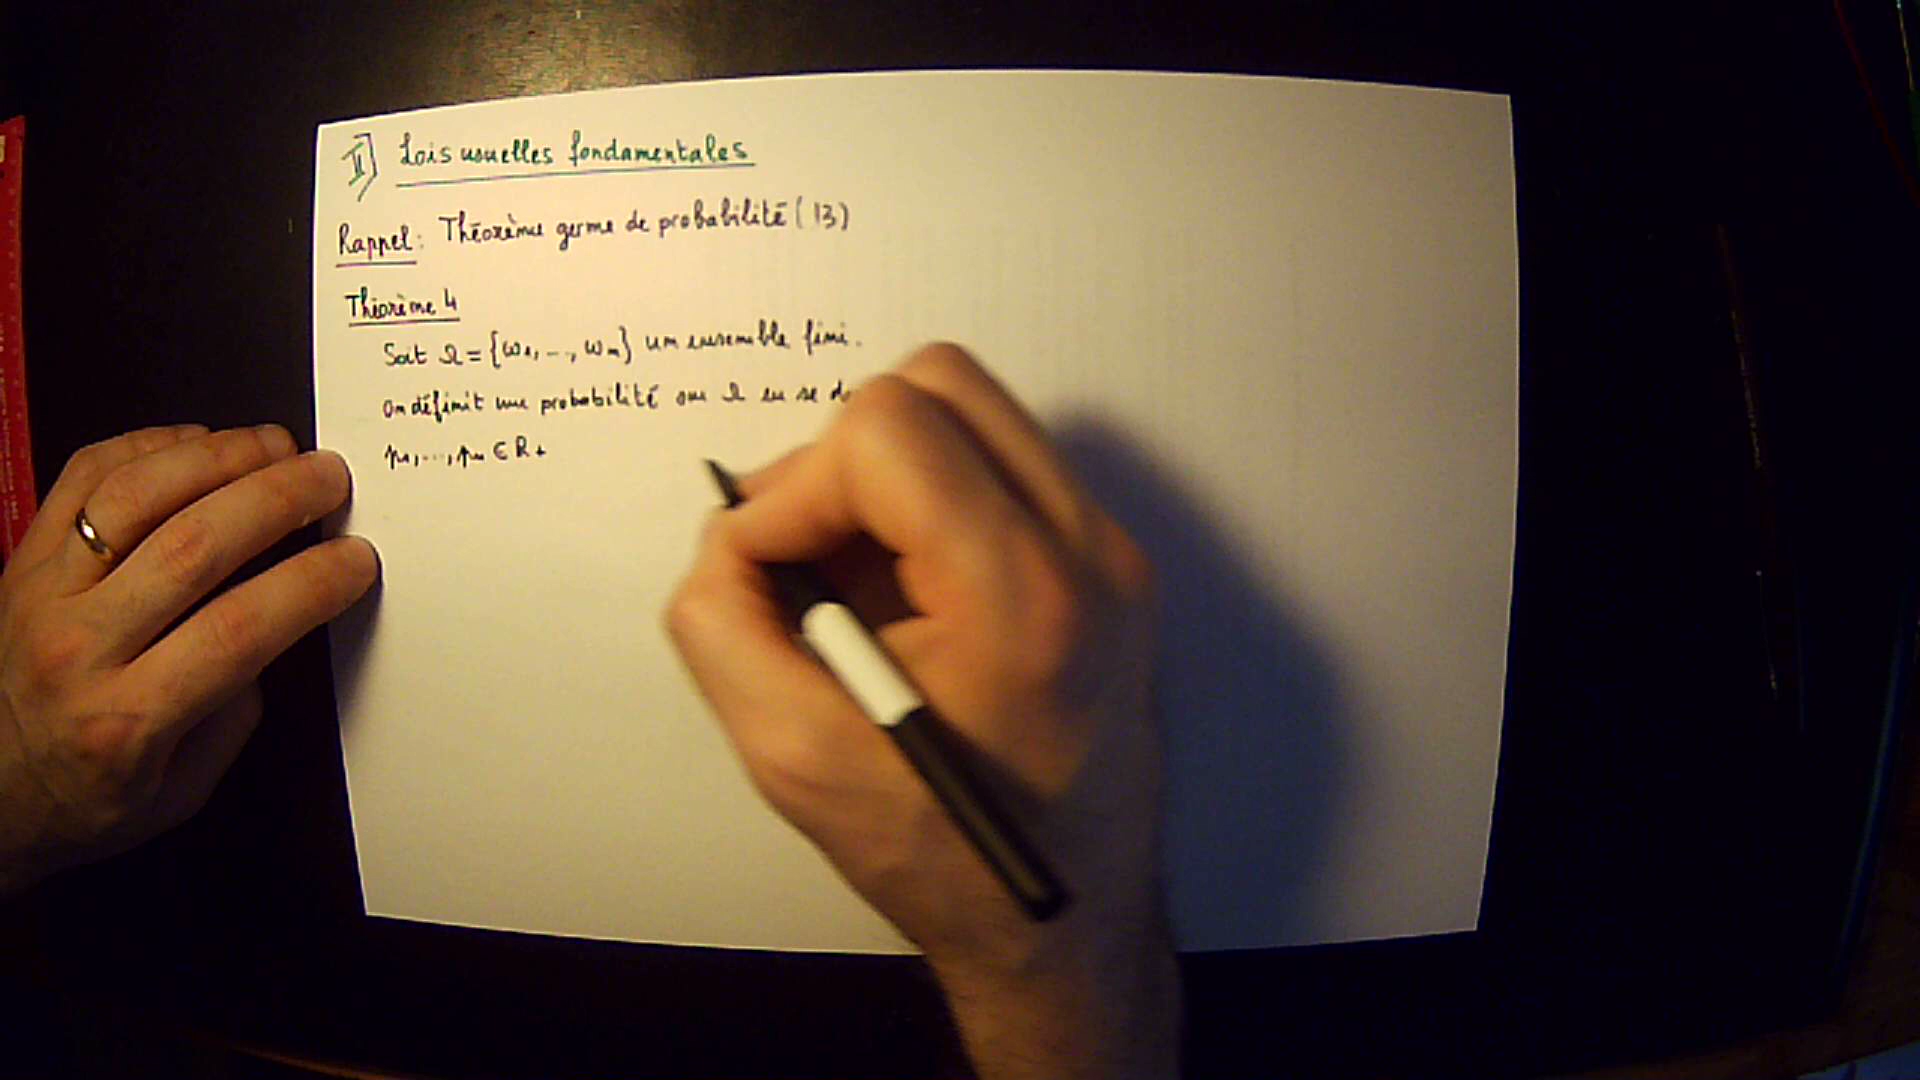 II] Lois usuelles fondamentales
Rappel : Théorème germe de probabilité (13)
Théorème 4
Soit Ω = {ω₁, ..., ωₙ} un ensemble fini.
On définit une probabilité sur Ω en se
p₁, ..., pₙ ∈ R+